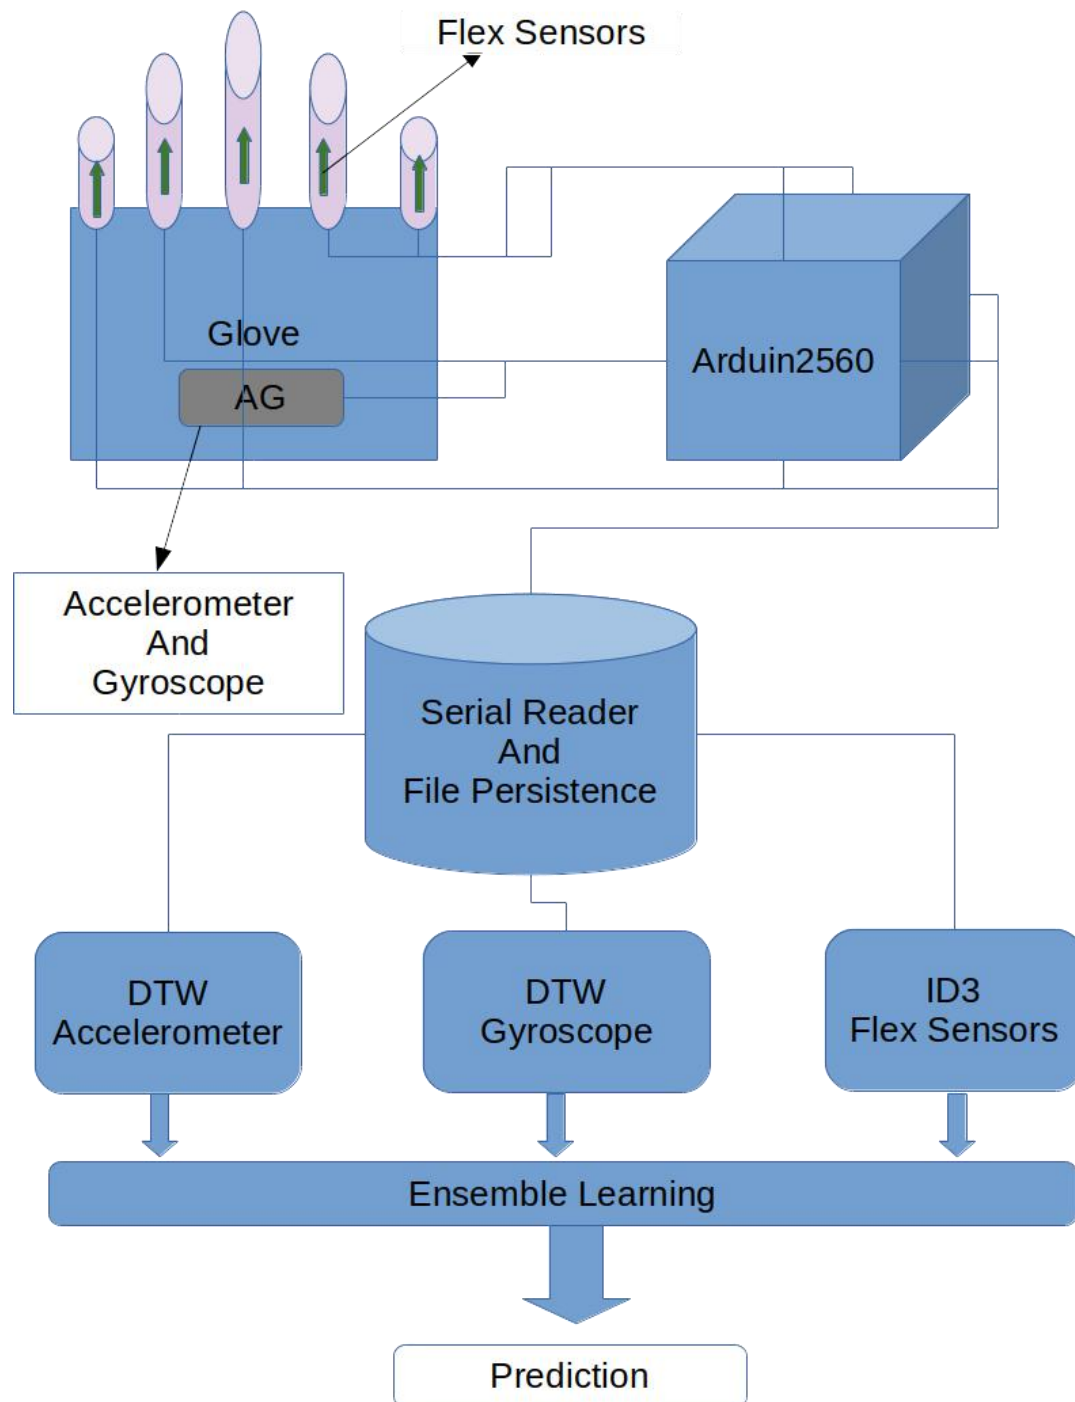 Flex Sensors
Glove
AG
Arduin2560
Accelerometer
And
Gyroscope
Serial Reader
And
File Persistence
DTW
Accelerometer
DTW
Gyroscope
ID3
Flex Sensors
Ensemble Learning
Prediction